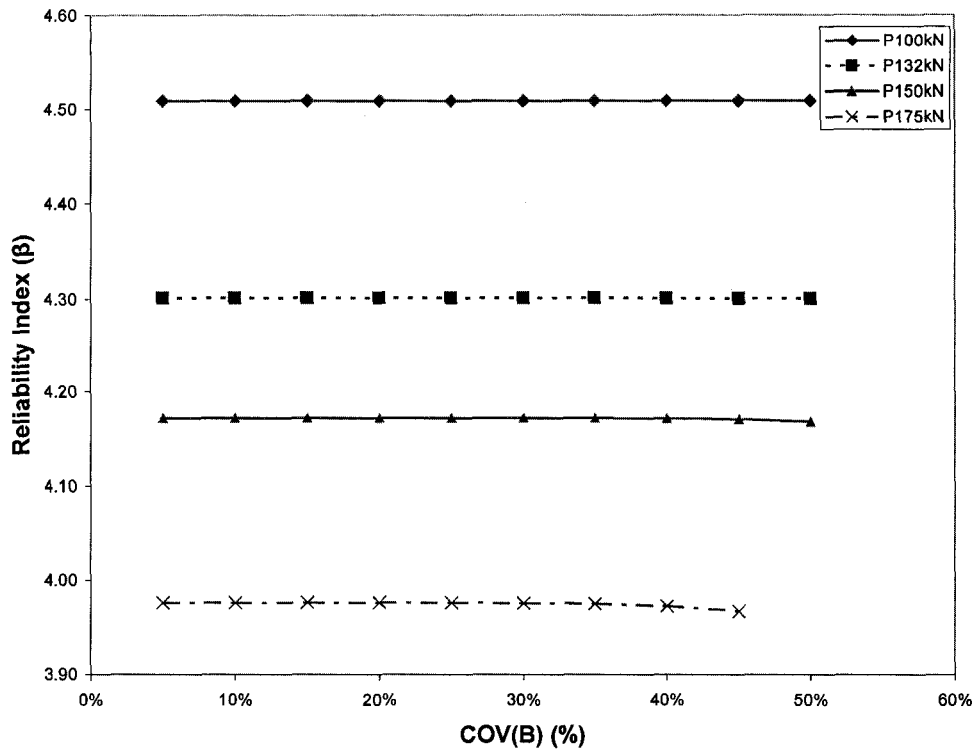 4.60
4.50
4.40
4.30
4.20
4.10
4.00
3.90
Reliability Index (β)
0%
10%
20%
30%
40%
50%
60%
COV(B) (%)
P100kN
P132kN
P150kN
P175kN